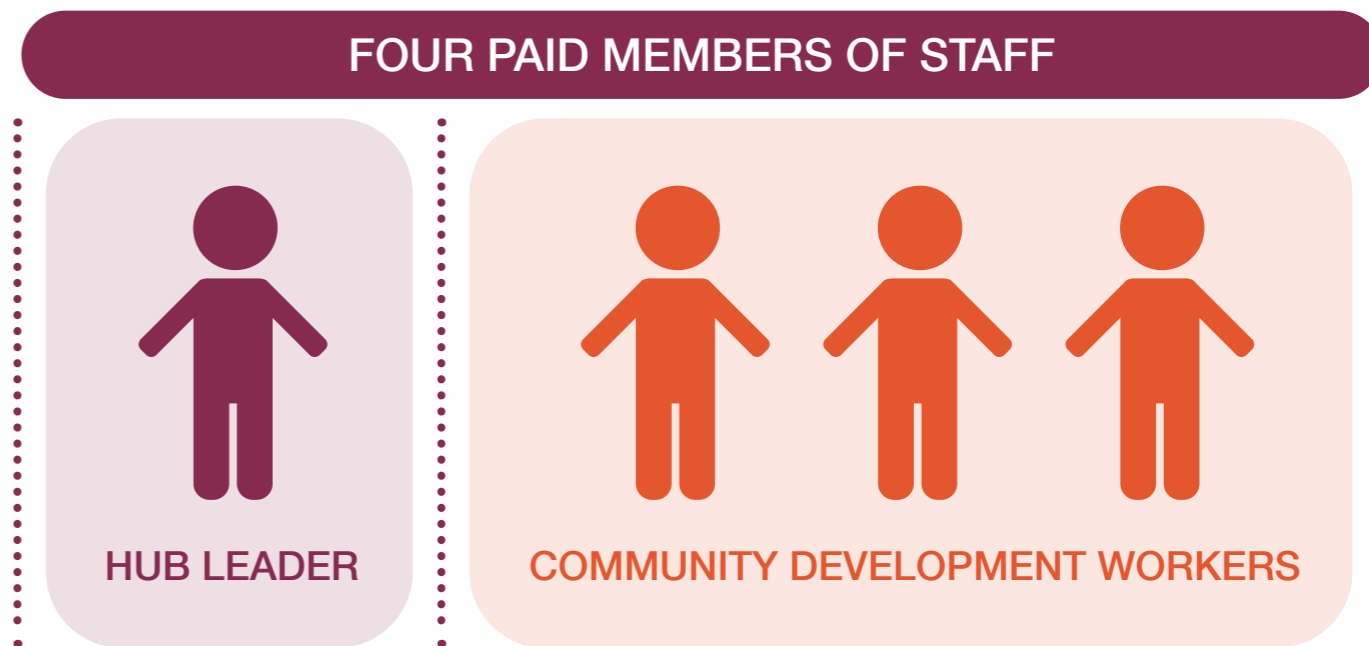 FOUR PAID MEMBERS OF STAFF
HUB LEADER
COMMUNITY DEVELOPMENT WORKERS